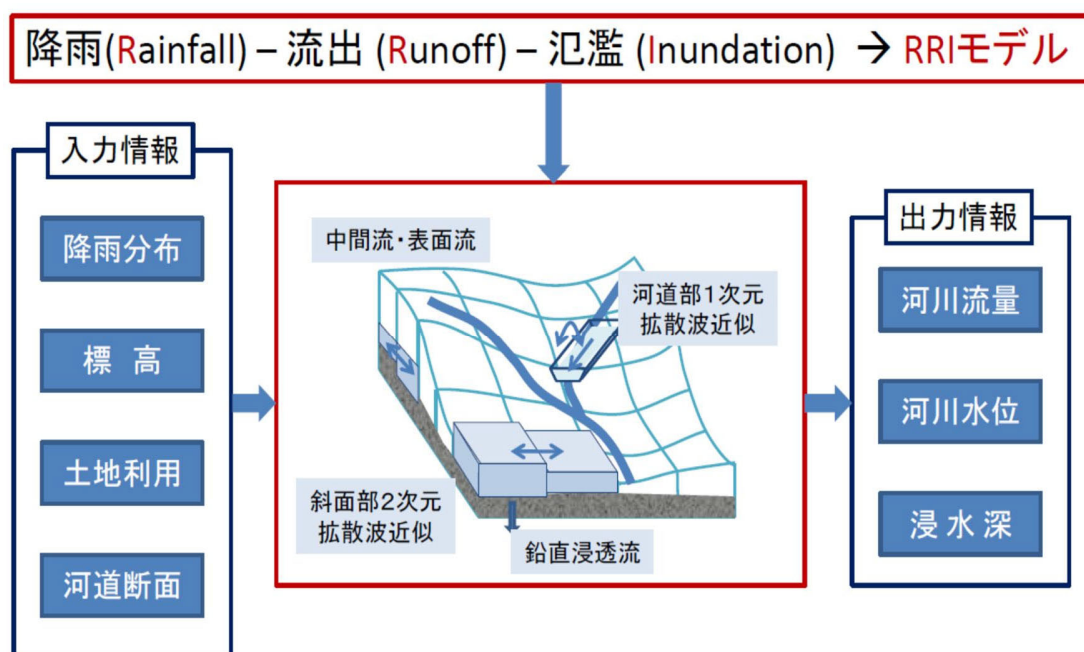 降雨(Rainfall) – 流出 (Runoff) – 氾濫 (Inundation) → RRIモデル
入力情報
降雨分布
標 高
土地利用
河道断面
中間流・表面流
河道部1次元
拡散波近似
斜面部2次元
拡散波近似
鉛直浸透流
出力情報
河川流量
河川水位
浸 水 深